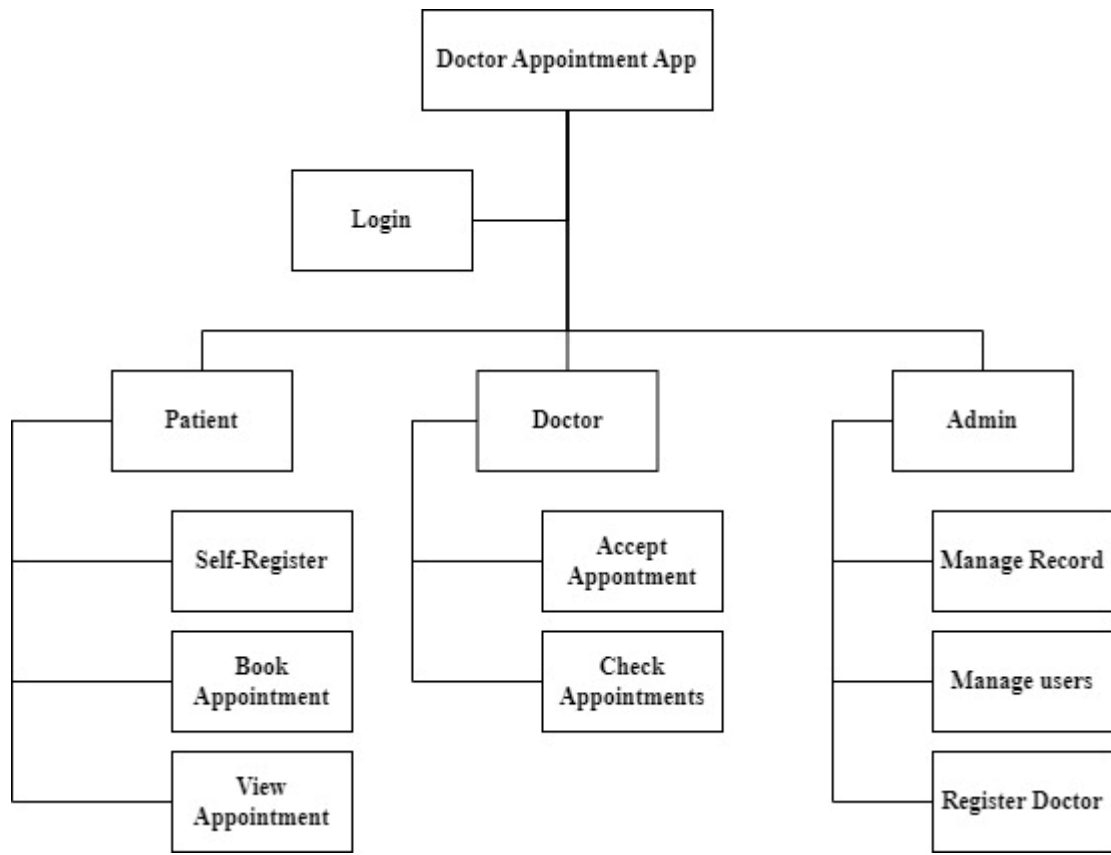 Doctor Appointment App
Login
Patient
Doctor
Admin
Self-Register
Book
Appointment
View
Appointment
Accept
Appontment
Check
Appointments
Manage Record
Manage users
Register Doctor